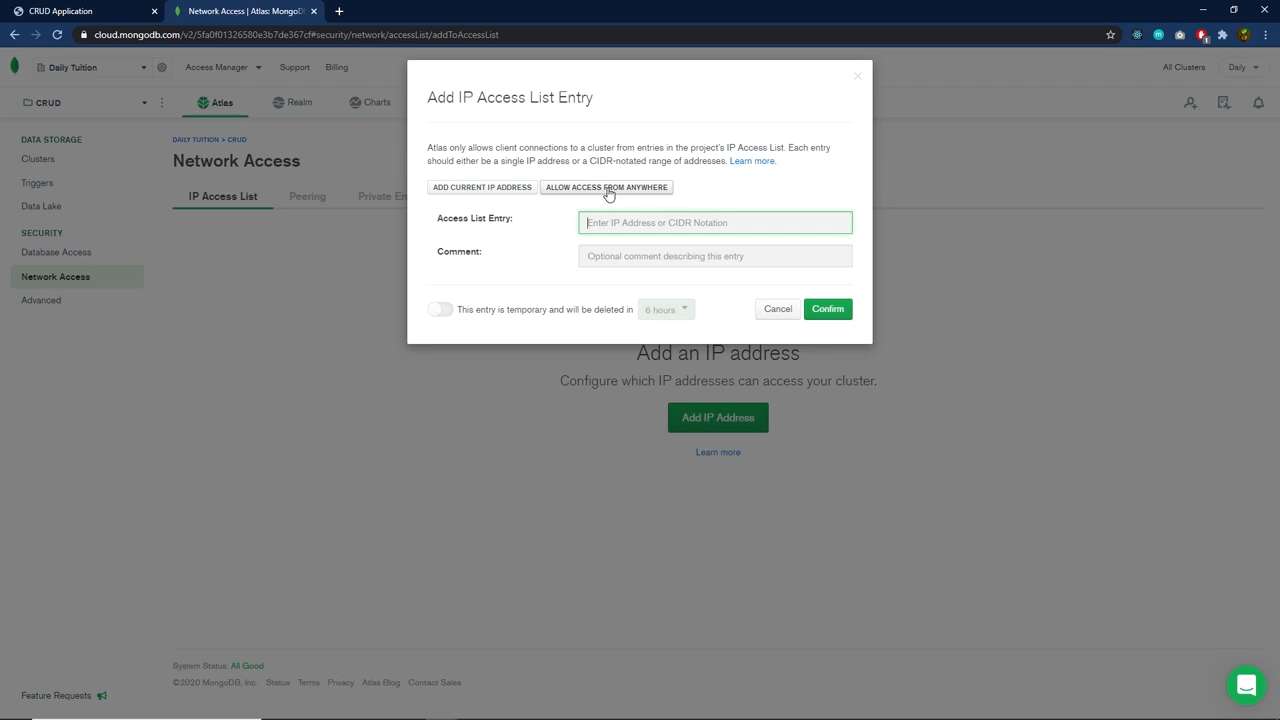 CRUD Application
Network Access | Atlas: MongoD
cloud.mongodb.com/v2/5fa0f01326580e3b7de367cf#security/network/accessList/addToAccessList
Daily Tuition
Access Manager
Support
Billing
All Clusters
Daily
CRUD
Atlas
Realm
Charts
DATA STORAGE
Clusters
Triggers
Data Lake
SECURITY
Database Access
Network Access
Advanced
DAILY TUITION > CRUD
Network Access
IP Access List
Peering
Private En
Add IP Access List Entry
Atlas only allows client connections to a cluster from entries in the project's IP Access List. Each entry
should either be a single IP address or a CIDR-notated range of addresses. Learn more.
ADD CURRENT IP ADDRESS
ALLOW ACCESS FROM ANYWHERE
Access List Entry:
Enter IP Address or CIDR Notation
Comment:
Optional comment describing this entry
This entry is temporary and will be deleted in
6 hours
Cancel
Confirm
Add an IP address
Configure which IP addresses can access your cluster.
Add IP Address
Learn more
System Status: All Good
©2020 MongoDB, Inc.
Status
Terms
Privacy
Atlas Blog
Contact Sales
Feature Requests